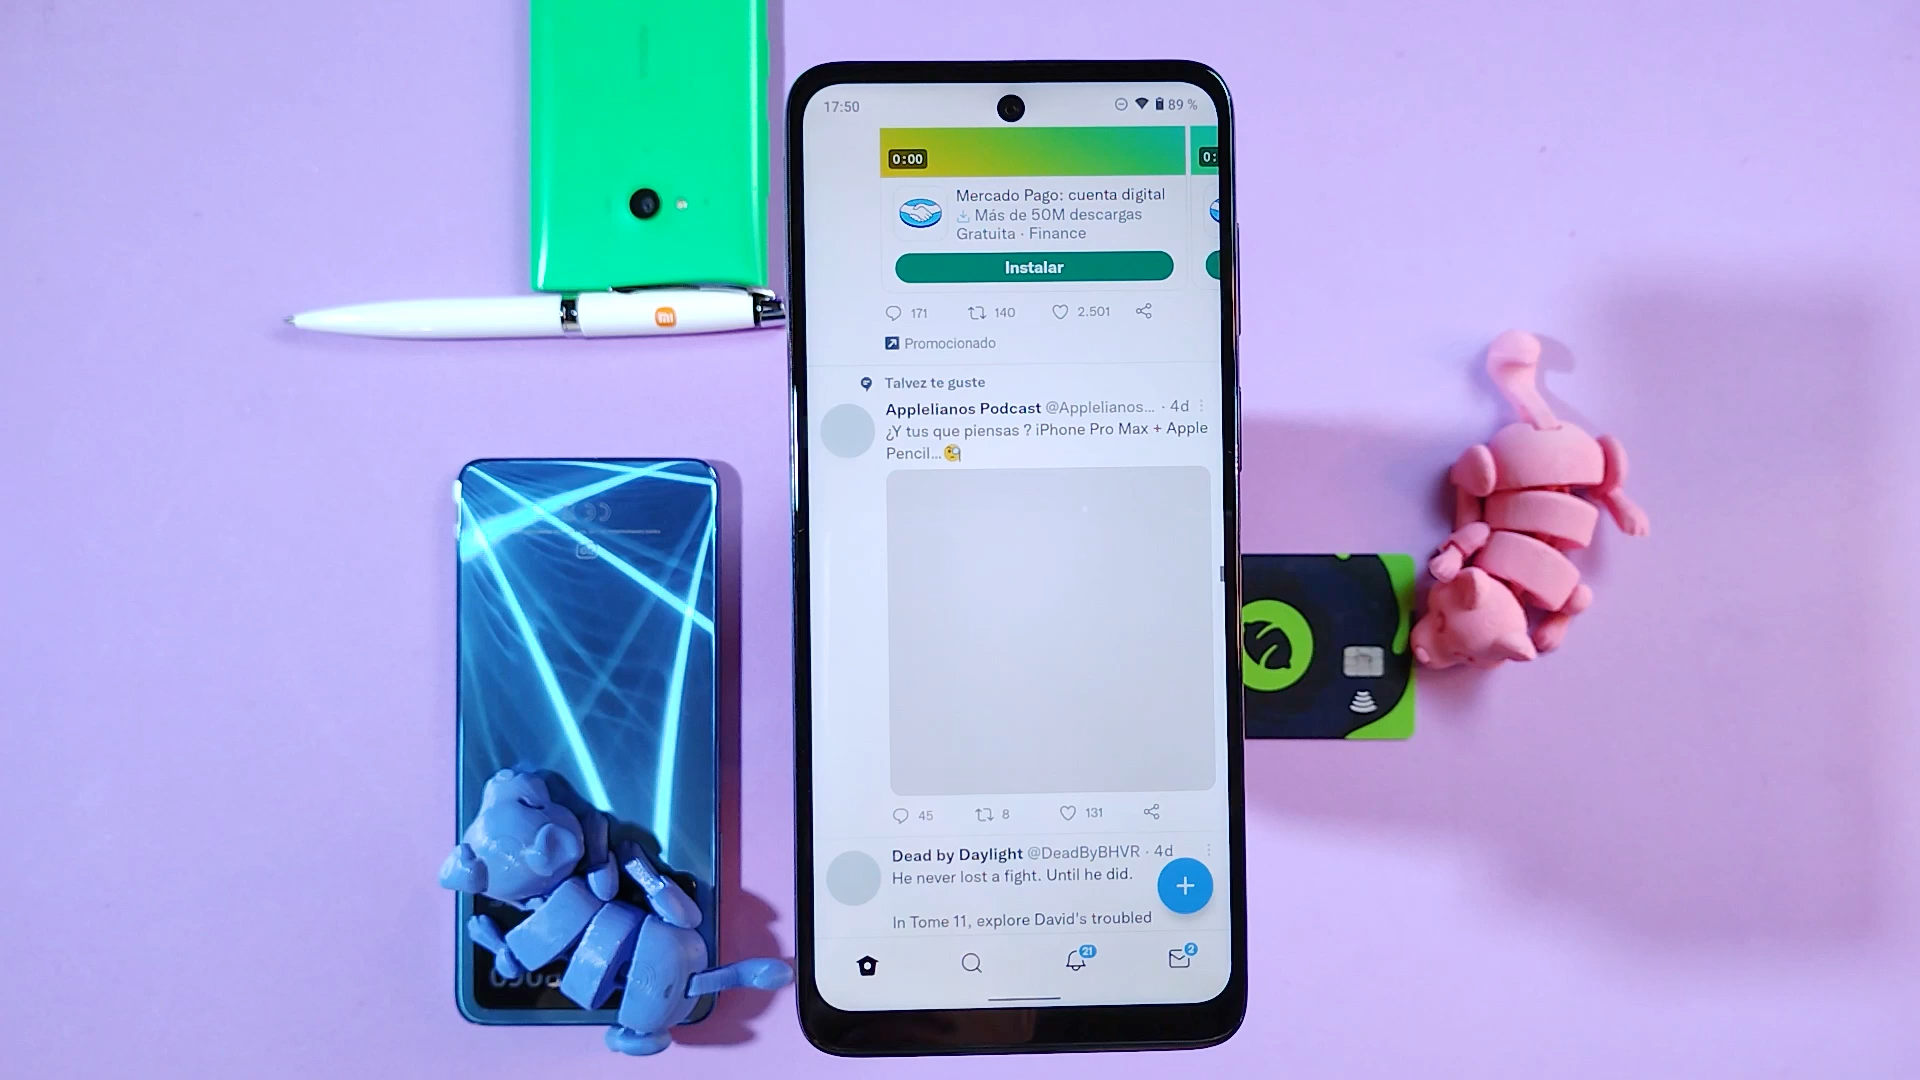 17:50
89 %
0:00
0:
Mercado Pago: cuenta digital
Más de 50M descargas
Gratuita · Finance
Instalar
171
140
2.501
Promocionado
Talvez te guste
Applelianos Podcast @Applelianos... · 4d
¿Y tus que piensas ? iPhone Pro Max + Apple
Pencil...🧐
45
8
131
Dead by Daylight @DeadByBHVR · 4d
He never lost a fight. Until he did.
+
In Tome 11, explore David's troubled
21
2
mi